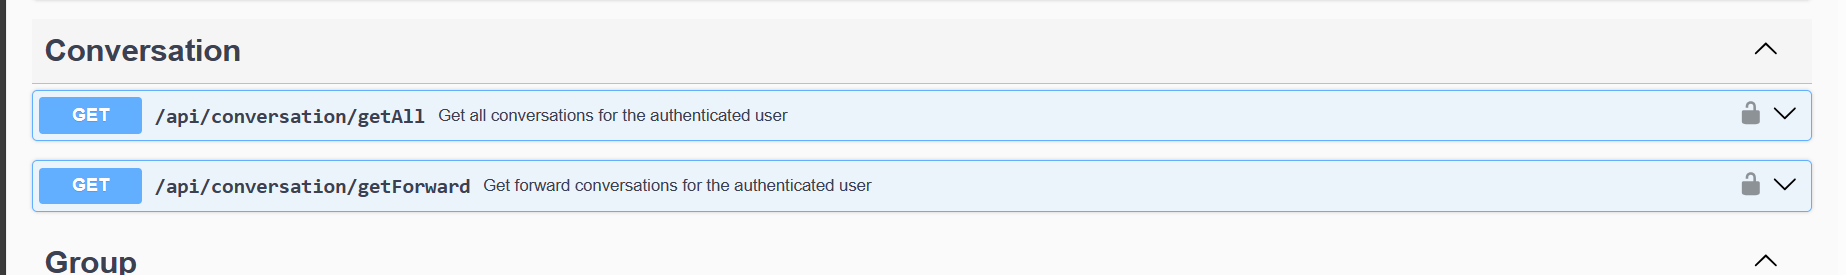 Conversation
GET /api/conversation/getAll Get all conversations for the authenticated user
GET /api/conversation/getForward Get forward conversations for the authenticated user
Group